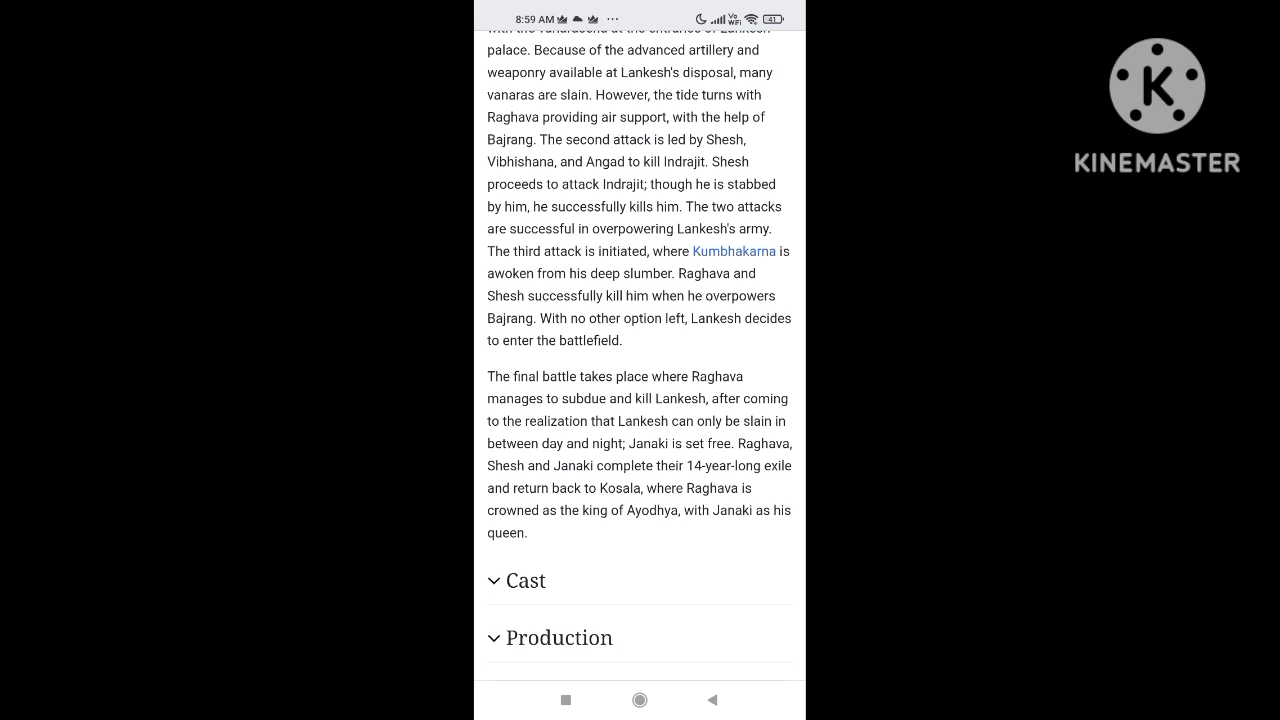 8:59 AM
Vo
WiFi
41
palace. Because of the advanced artillery and
weaponry available at Lankesh's disposal, many
vanaras are slain. However, the tide turns with
Raghava providing air support, with the help of
Bajrang. The second attack is led by Shesh,
Vibhishana, and Angad to kill Indrajit. Shesh
proceeds to attack Indrajit; though he is stabbed
by him, he successfully kills him. The two attacks
are successful in overpowering Lankesh's army.
The third attack is initiated, where Kumbhakarna is
awoken from his deep slumber. Raghava and
Shesh successfully kill him when he overpowers
Bajrang. With no other option left, Lankesh decides
to enter the battlefield.
The final battle takes place where Raghava
manages to subdue and kill Lankesh, after coming
to the realization that Lankesh can only be slain in
between day and night; Janaki is set free. Raghava,
Shesh and Janaki complete their 14-year-long exile
and return back to Kosala, where Raghava is
crowned as the king of Ayodhya, with Janaki as his
queen.
Cast
Production
K
KINEMASTER